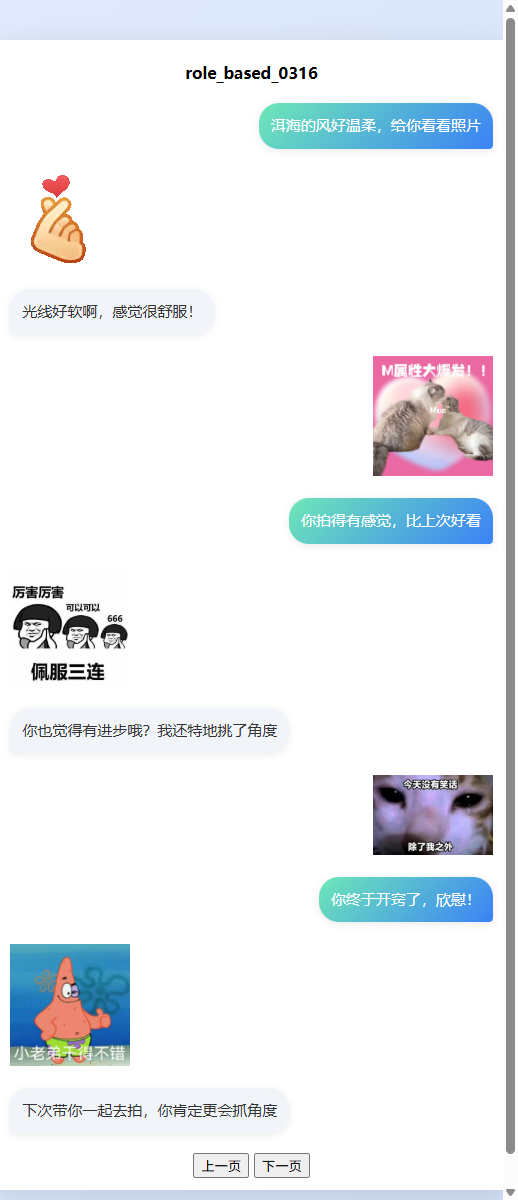 role_based_0316
洱海的风好温柔，给你看看照片
光线好软啊，感觉很舒服！
M属性大爆发！！
Mua
你拍得有感觉，比上次好看
厉害厉害
可以可以
666
佩服三连
你也觉得有进步哦？我还特地挑了角度
今天没有笑话
除了我之外
你终于开窍了，欣慰！
小老弟干得不错
下次带你一起去拍，你肯定更会抓角度
上一页 下一页